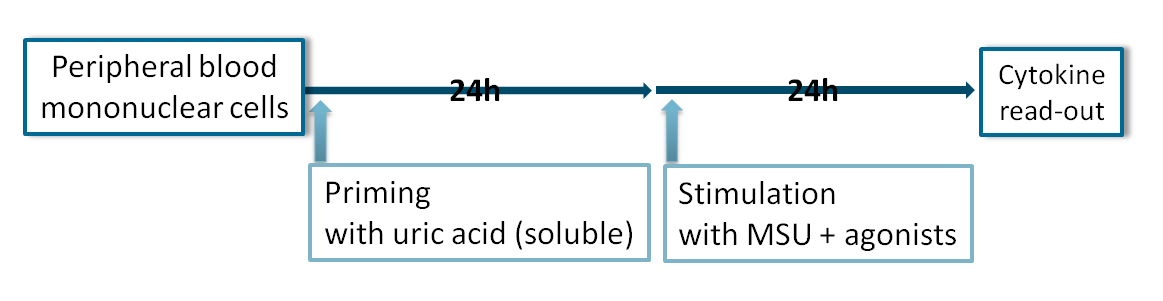 Peripheral blood
mononuclear cells
24h
24h
Cytokine
read-out
Priming
with uric acid (soluble)
Stimulation
with MSU + agonists